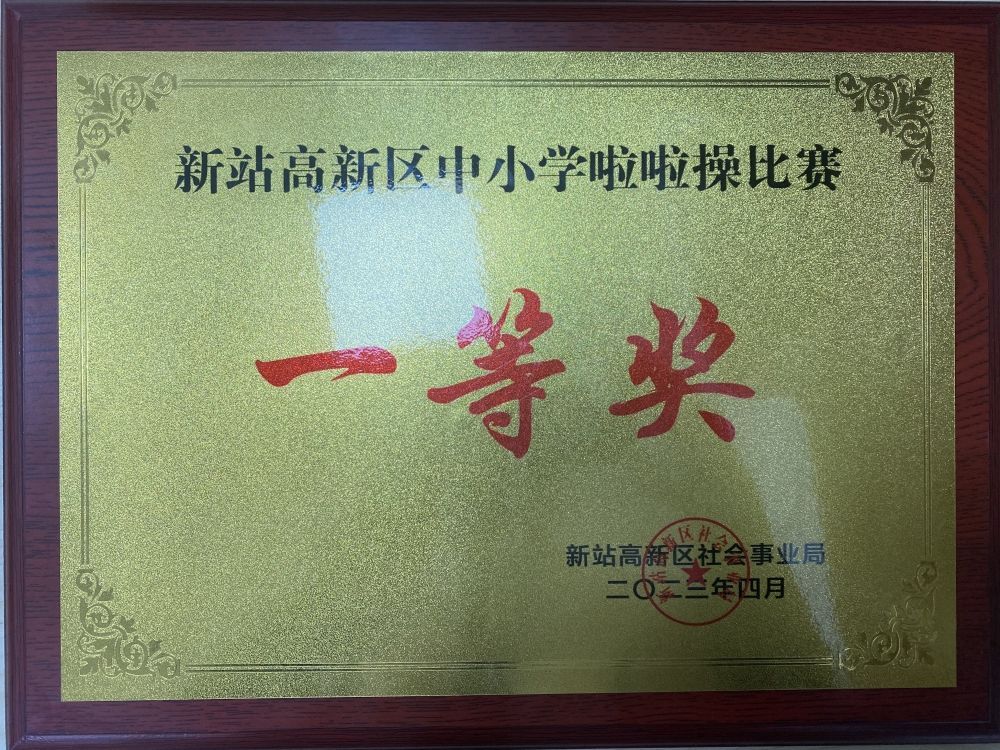 新站高新区中小学啦啦操比赛
一等奖
新站高新区社会事业局
二〇二三年四月